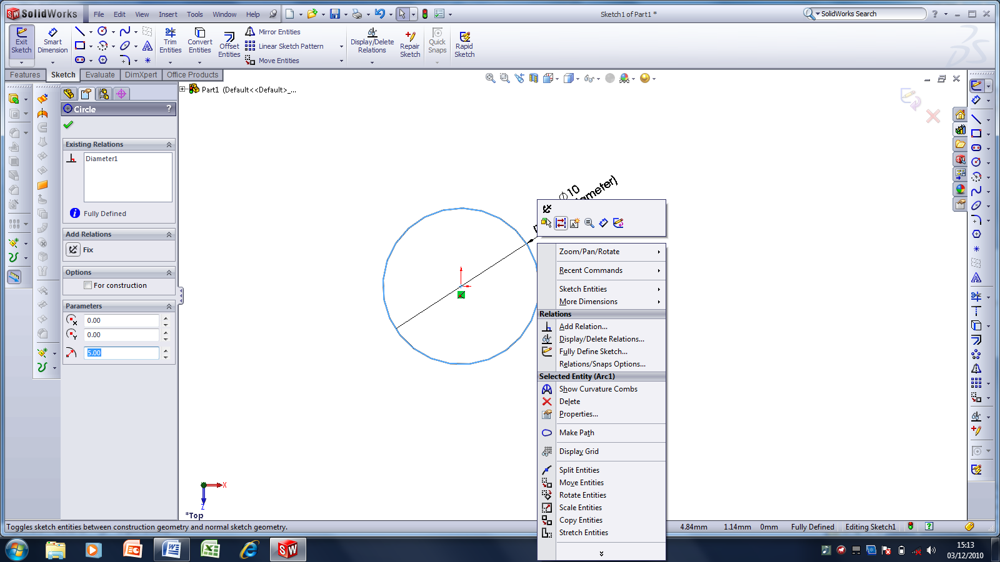 SolidWorks File Edit View Insert Tools Window Help Sketch1 of Part1 * SolidWorks Search ?
Exit Sketch
Smart Dimension
Trim Entities
Convert Entities
Offset Entities
Mirror Entities
Linear Sketch Pattern
Move Entities
Display/Delete Relations
Repair Sketch
Quick Snaps
Rapid Sketch
Features Sketch Evaluate DimXpert Office Products
Part1 (Default<<Default>_...
Circle ?
Existing Relations
Diameter1
Fully Defined
Add Relations
Fix
Options
For construction
Parameters
0.00
0.00
5.00
∅10
Zoom/Pan/Rotate
Recent Commands
Sketch Entities
More Dimensions
Relations
Add Relation...
Display/Delete Relations...
Fully Define Sketch...
Relations/Snaps Options...
Selected Entity (Arc1)
Show Curvature Combs
Delete
Properties...
Make Path
Display Grid
Split Entities
Move Entities
Rotate Entities
Scale Entities
Copy Entities
Stretch Entities
X
Z
*Top
Toggles sketch entities between construction geometry and normal sketch geometry. 4.84mm 1.14mm 0mm Fully Defined Editing Sketch1
15:13
03/12/2010